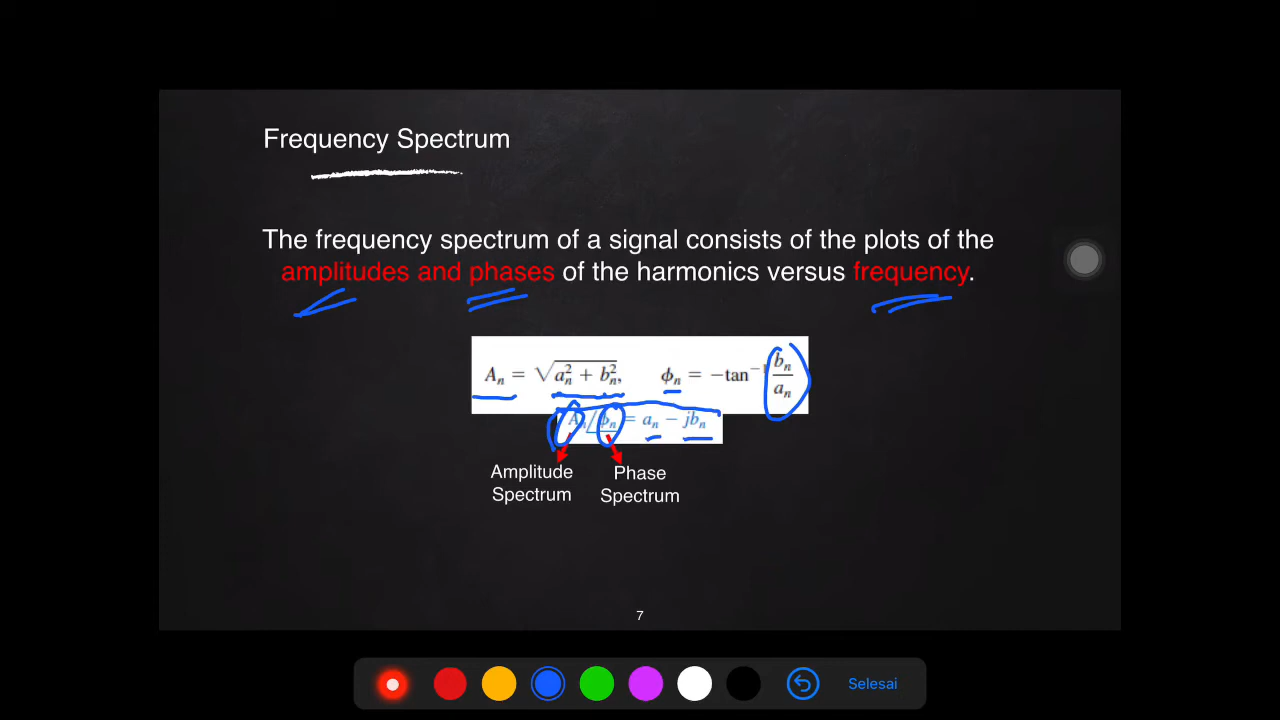 Frequency Spectrum
The frequency spectrum of a signal consists of the plots of the
amplitudes and phases of the harmonics versus frequency.
Aₙ = √(aₙ² + bₙ²), ϕₙ = −tan⁻¹ bₙ/aₙ
Aₙ/ϕₙ = aₙ − jbₙ
Amplitude Phase
Spectrum Spectrum
7
Selesai